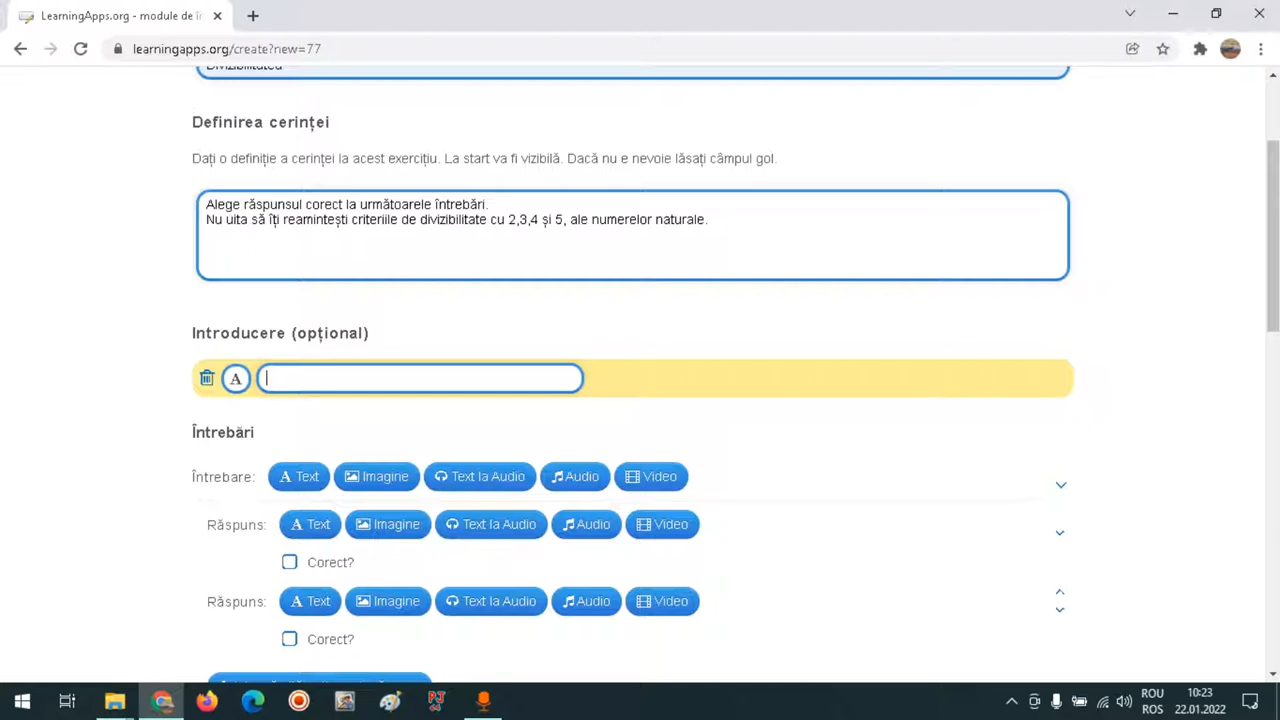 LearningApps.org - module de în
learningapps.org/create?new=77
Divizibilitatea
Definirea cerinței
Dați o definiție a cerinței la acest exercițiu. La start va fi vizibilă. Dacă nu e nevoie lăsați câmpul gol.
Alege răspunsul corect la următoarele întrebări.
Nu uita să îți reamintești criteriile de divizibilitate cu 2,3,4 și 5, ale numerelor naturale.
Introducere (opțional)
A
Întrebări
Întrebare: A Text Imagine Text la Audio Audio Video
Răspuns: A Text Imagine Text la Audio Audio Video
Corect?
Răspuns: A Text Imagine Text la Audio Audio Video
Corect?
ROU 10:23
ROS 22.01.2022